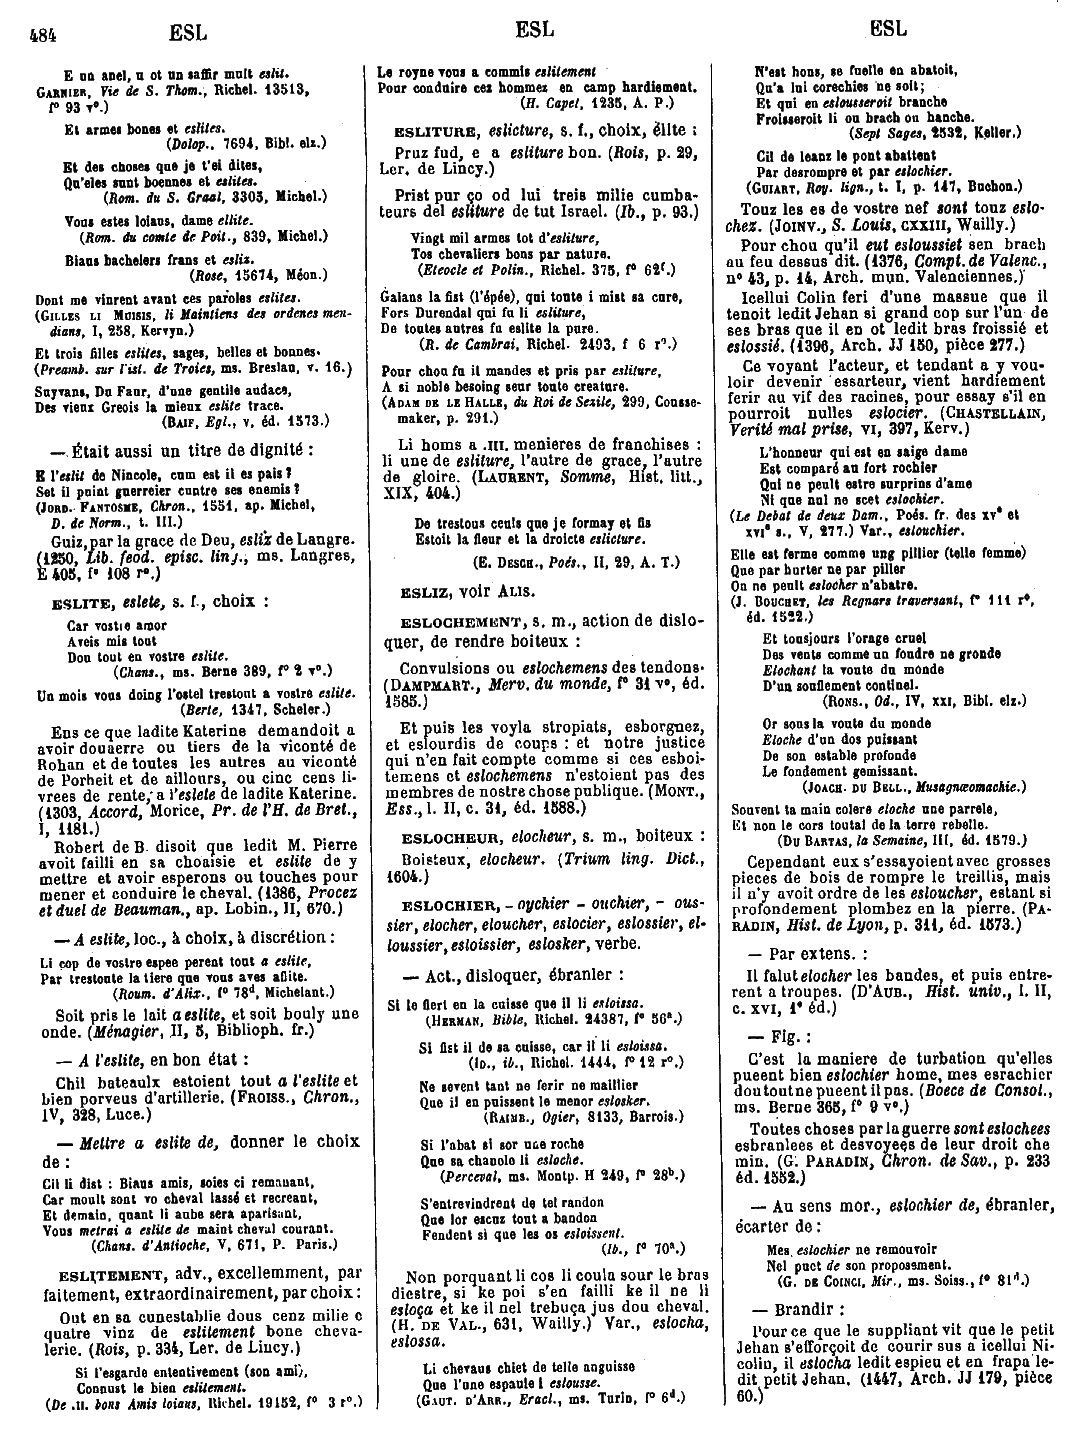 484
ESL
ESL
ESL
E un anel, u ot un saffir mult eslit.
GARNIER, Vie de S. Thom., Richel. 13513,
f° 93 v°.)
Et armes bones et eslites.
(Dolop., 7694, Bibl. elz.)
Et des choses que je t'ei dites,
Qu'eles sunt boennes et eslites.
(Rom. du S. Graal, 3305, Michel.)
Vous estes loiaus, dame ellite.
(Rom. du comte de Poit., 839, Michel.)
Biaus bachelers frans et esliz.
(Rose, 15674, Méon.)
Dont me vinrent avant ces paroles eslites.
(GILLES LI MUISIS, li Maintiens des ordenes men-
dians, I, 258, Kervyn.)
Et trois filles eslites, sages, belles et bonnes.
(Preamb. sur l'ist. de Troies, ms. Breslau, v. 16.)
Suyvans, Du Faur, d'une gentile audace,
Des vieux Greois la mieux eslite trace.
(BAIF, Egl., v, éd. 1573.)
— Était aussi un titre de dignité :
E l'eslit de Nincole, cum est il es pais ?
Set il point guerreier cuntre ses enemis ?
(JORD. FANTOSME, Chron., 1551, ap. Michel,
D. de Norm., t. III.)
Guiz, par la grace de Deu, esliz de Langre.
(1250, Lib. feod. episc. ling., ms. Langres,
E 405, f° 108 r°.)
ESLITE, eslete, s. f., choix :
Car vostre amor
Aveis mis tout
Don tout en vostre eslite.
(Chans., ms. Berne 389, f° 2 v°.)
Un mois vous doing l'ostel trestout a vostre eslite.
(Berte, 1347, Scheler.)
Ens ce que ladite Katerine demandoit a
avoir douaerre ou tiers de la viconté de
Rohan et de toutes les autres au viconté
de Porheit et de aillours, ou cinc cens li-
vrees de rente, a l'eslete de ladite Katerine.
(1303, Accord, Morice, Pr. de l'H. de Bret.,
I, 1181.)
Robert de B. disoit que ledit M. Pierre
avoit failli en sa choaisie et eslite de y
mettre et avoir esperons ou touches pour
mener et conduire le cheval. (1386, Procez
et duel de Beauman., ap. Lobin., II, 670.)
— A eslite, loc., à choix, à discrétion :
Li cop de vostre espee perent tout a eslite,
Par trestoute la tiere que vous aves aflite.
(Roum. d'Alix., f° 78d, Michelant.)
Soit pris le lait a eslite, et soit bouly une
onde. (Ménagier, II, 5, Biblioph. fr.)
— A l'eslite, en bon état :
Chil bateaulx estoient tout a l'eslite et
bien porveus d'artillerie. (FROISS., Chron.,
IV, 328, Luce.)
— Mettre a eslite de, donner le choix
de :
Cil li dist : Biaus amis, soies ci remanant,
Car moult sont vo cheval lassé et recreant,
Et demain, quant li aube sera aparisant,
Vous metrai a eslite de maint cheval courant.
(Chans. d'Antioche, V, 671, P. Paris.)
ESLITEMENT, adv., excellemment, par
faitement, extraordinairement, par choix :
Out en sa cunestablie dous cenz milie e
quatre vinz de eslitement bone cheva-
lerie. (Rois, p. 334, Ler. de Lincy.)
Si l'esgarde ententivement (son ami),
Connust le bien eslitement.
(De .II. bons Amis loiaus, Richel. 19152, f° 3 r°.)
Le royne vous a commis eslitement
Pour conduire cez hommez en camp hardiement.
(H. Capet, 1235, A. P.)
ESLITURE, eslicture, s. f., choix, élite :
Pruz fud, e a esliture bon. (Rois, p. 29,
Ler. de Lincy.)
Prist pur ço od lui treis milie cumba-
teurs del esliture de tut Israel. (Ib., p. 93.)
Vingt mil armes tot d'esliture,
Tos chevaliers bons par nature.
(Eteocle et Polin., Richel. 375, f° 62f.)
Galans la fist (l'épée), qui toute i mist sa cure,
Fors Durendal qui fu li esliture,
De toutes autres fu eslite la pure.
(R. de Cambrai, Richel. 2493, f 6 r°.)
Pour chou fu il mandes et pris par esliture,
A si noble besoing seur toute creature.
(ADAM DE LE HALLE, du Roi de Sezile, 299, Cousse-
maker, p. 291.)
Li homs a .III. menieres de franchises :
li une de esliture, l'autre de grace, l'autre
de gloire. (LAURENT, Somme, Hist. litt.,
XIX, 404.)
De trestous ceuls que je formay et fis
Estoit la fleur et la droicte eslicture.
(E. DESCH., Poés., II, 29, A. T.)
ESLIZ, voir ALIS.
ESLOCHEMENT, s. m., action de dislo-
quer, de rendre boiteux :
Convulsions ou eslochemens des tendons.
(DAMPMART., Merv. du monde, f° 31 v°, éd.
1585.)
Et puis les voyla stropiats, esborgnez,
et eslourdis de coups : et notre justice
qui n'en fait compte comme si ces esboi-
temens et eslochemens n'estoient pas des
membres de nostre chose publique. (MONT.,
Ess., l. II, c. 31, éd. 1588.)
ESLOCHEUR, elocheur, s. m., boiteux :
Boisteux, elocheur. (Trium ling. Dict.,
1604.)
ESLOCHIER, - oychier - ouchier, - ous-
sier, elocher, eloucher, eslocier, eslossier, el-
loussier, esloissier, eslosker, verbe.
— Act., disloquer, ébranler :
Si le fieri en la cuisse que il li esloissa.
(HERMAN, Bible, Richel. 24387, f° 56a.)
Si fist il de sa cuisse, car il li esloissa.
(ID., ib., Richel. 1444, f° 12 r°.)
Ne sevent tant ne ferir ne maillier
Que il en puissent le menor eslosker.
(RAIMB., Ogier, 8133, Barrois.)
Si l'abat si sor une roche
Que sa chanole li esloche.
(Perceval, ms. Montp. H 249, f° 28b.)
S'entrevindrent de tel randon
Que lor escuz tout a bandon
Fendent si que les os esloissent.
(Ib., f° 70a.)
Non porquant li cos li coula sour le bras
diestre, si ke poi s'en failli ke il ne li
esloça et ke il nel trebuça jus dou cheval.
(H. DE VAL., 631, Wailly.) Var., eslocha,
eslossa.
Li chevaus chiet de telle anguisse
Que l'une espaule i eslousse.
(GAUT. D'ARR., Eracl., ms. Turin, f° 6d.)
N'est hons, se fuelle en abatoit,
Qu'a lui corechies ne soit ;
Et qui en eslousseroit branche
Froisseroit li ou brach ou hanche.
(Sept Sages, 2532, Keller.)
Cil de leanz le pont abattent
Par desrompre et par eslochier.
(GUIART, Roy. lign., t. I, p. 147, Buchon.)
Touz les es de vostre nef sont touz eslo-
chez. (JOINV., S. Louis, CXXIII, Wailly.)
Pour chou qu'il eut esloussiet sen brach
au feu dessus dit. (1376, Compt. de Valenc.,
n° 43, p. 14, Arch. mun. Valenciennes.)
Icellui Colin feri d'une massue que il
tenoit ledit Jehan si grand cop sur l'un de
ses bras que il en ot ledit bras froissié et
eslossié. (1396, Arch. JJ 150, pièce 277.)
Ce voyant l'acteur, et tendant a y vou-
loir devenir essarteur, vient hardiement
ferir au vif des racines, pour essay s'il en
pourroit nulles eslocier. (CHASTELLAIN,
Verité mal prise, VI, 397, Kerv.)
L'honneur qui est en saige dame
Est comparé au fort rochier
Qui ne peult estre surprins d'ame
Ni que nul ne scet eslochier.
(Le Debat de deux Dam., Poés. fr. des XVe et
XVIe s., V, 277.) Var., eslouchier.
Elle est ferme comme ung pillier (telle femme)
Que par hurter ne par piller
On ne peult eslocher n'abatre.
(J. BOUCHET, les Regnars traversant, f° 111 r°,
éd. 1522.)
Et tousjours l'orage cruel
Des vents comme un foudre ne gronde
Elochant la voute du monde
D'un souflement continel.
(RONS., Od., IV, XXI, Bibl. elz.)
Or sous la voute du monde
Eloche d'un dos puissant
De son estable profonde
Le fondement gemissant.
(JOACH. DU BELL., Musagnœomachie.)
Souvent ta main colere eloche une parcele,
Et non le cors toutal de la terre rebelle.
(DU BARTAS, la Semaine, III, éd. 1579.)
Cependant eux s'essayoient avec grosses
pieces de bois de rompre le treillis, mais
il n'y avoit ordre de les esloucher, estant si
profondement plombez en la pierre. (PA-
RADIN, Hist. de Lyon, p. 311, éd. 1573.)
— Par extens. :
Il falut elocher les bandes, et puis entre-
rent a troupes. (D'AUB., Hist. univ., l. II,
c. XVI, 1e éd.)
— Fig. :
C'est la maniere de turbation qu'elles
pueent bien eslochier home, mes esrachier
dou toutne pueent il pas. (Boece de Consol.,
ms. Berne 365, f° 9 v°.)
Toutes choses par la guerre sont eslochees
esbranlees et desvoyees de leur droit che
min. (G. PARADIN, Chron. de Sav., p. 233
éd. 1552.)
— Au sens mor., eslochier de, ébranler,
écarter de :
Mes eslochier ne remouvoir
Nel puet de son proposement.
(G. DE COINCI, Mir., ms. Soiss., f° 81d.)
— Brandir :
Pour ce que le suppliant vit que le petit
Jehan s'efforçoit de courir sus a icellui Ni-
colin, il eslocha ledit espieu et en frapa le-
dit petit Jehan. (1447, Arch. JJ 179, pièce
60.)